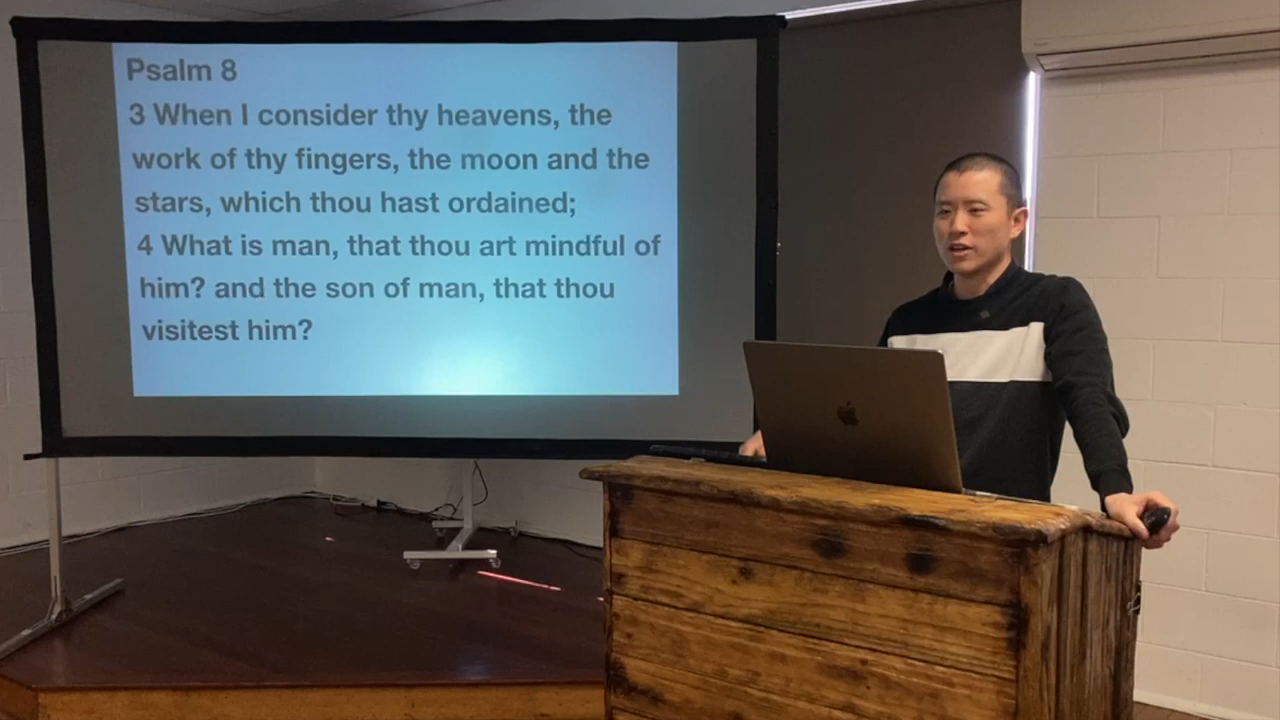 Psalm 8
3 When I consider thy heavens, the
work of thy fingers, the moon and the
stars, which thou hast ordained;
4 What is man, that thou art mindful of
him? and the son of man, that thou
visitest him?